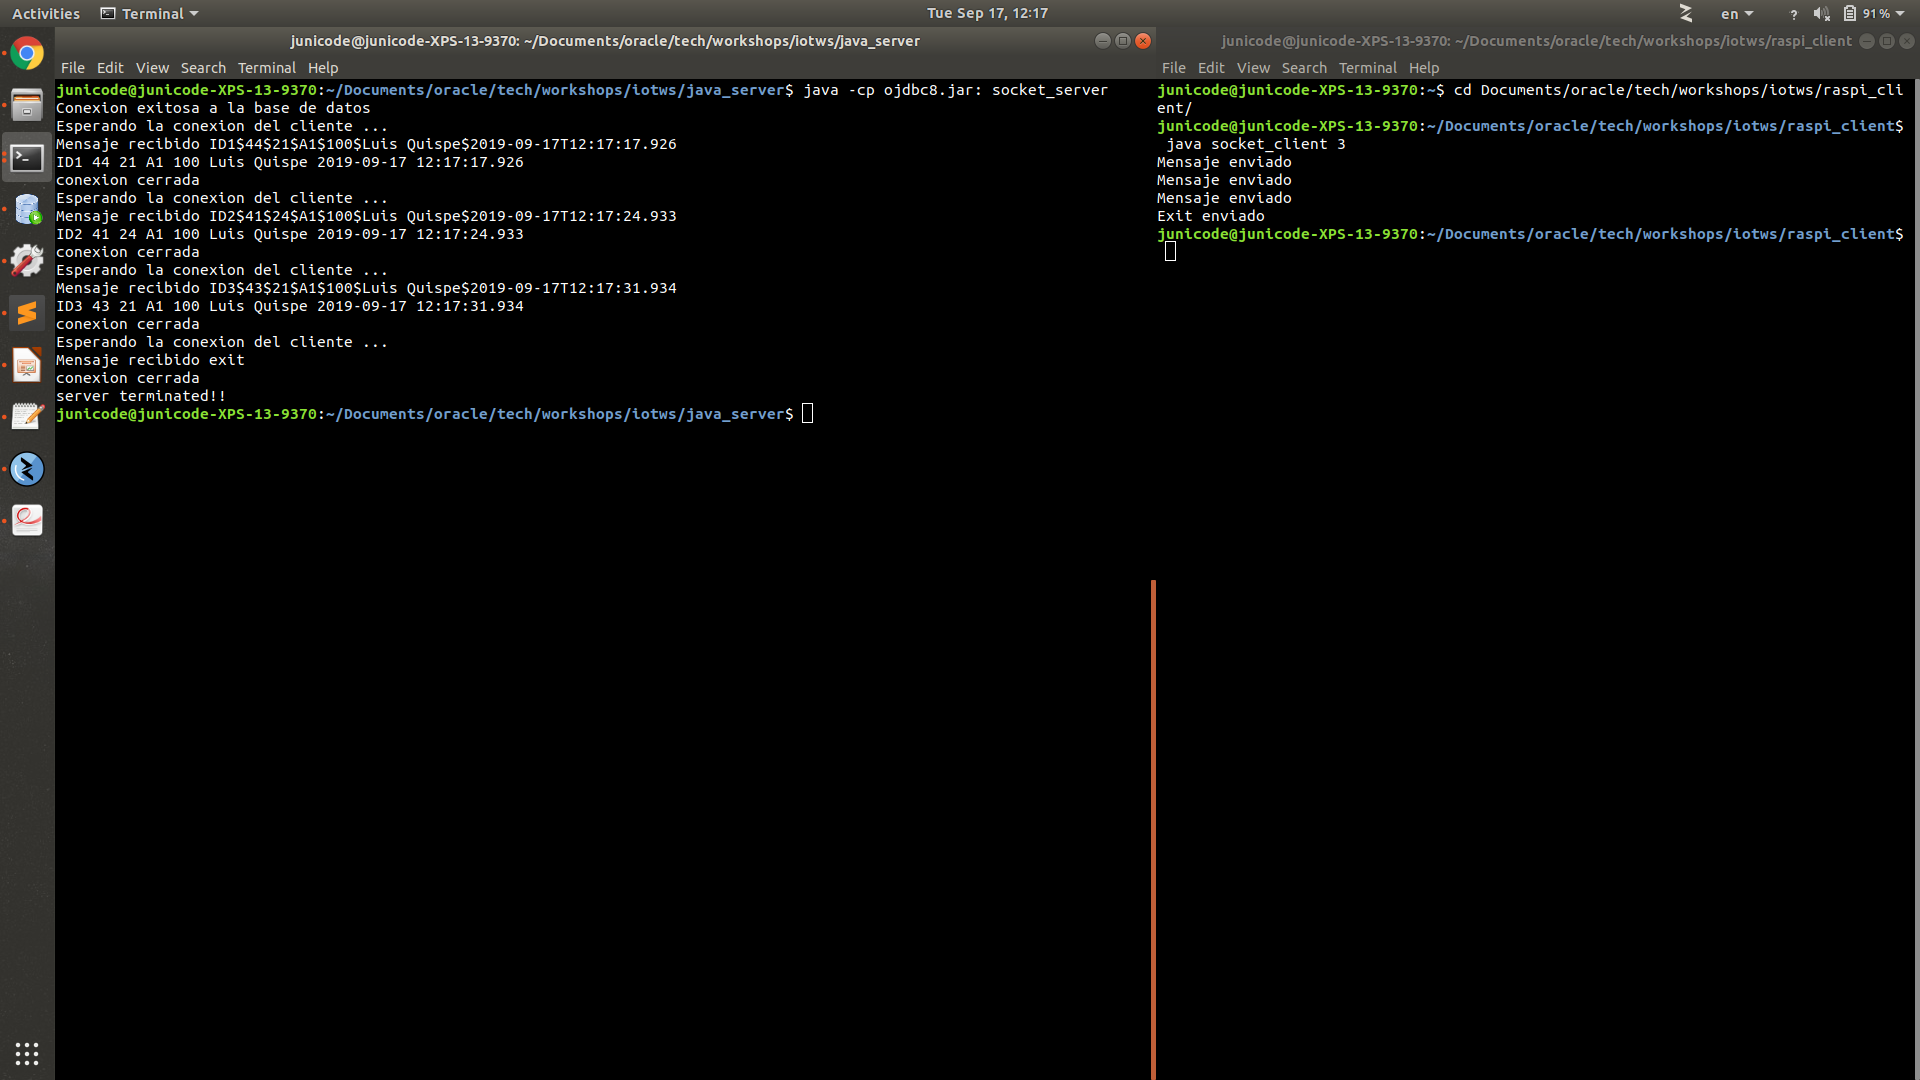 Activities Terminal Tue Sep 17, 12:17 en ? 91%
junicode@junicode-XPS-13-9370: ~/Documents/oracle/tech/workshops/iotws/java_server
File Edit View Search Terminal Help
junicode@junicode-XPS-13-9370:~/Documents/oracle/tech/workshops/iotws/java_server$ java -cp ojdbc8.jar: socket_server
Conexion exitosa a la base de datos
Esperando la conexion del cliente ...
Mensaje recibido ID1$44$21$A1$100$Luis Quispe$2019-09-17T12:17:17.926
ID1 44 21 A1 100 Luis Quispe 2019-09-17 12:17:17.926
conexion cerrada
Esperando la conexion del cliente ...
Mensaje recibido ID2$41$24$A1$100$Luis Quispe$2019-09-17T12:17:24.933
ID2 41 24 A1 100 Luis Quispe 2019-09-17 12:17:24.933
conexion cerrada
Esperando la conexion del cliente ...
Mensaje recibido ID3$43$21$A1$100$Luis Quispe$2019-09-17T12:17:31.934
ID3 43 21 A1 100 Luis Quispe 2019-09-17 12:17:31.934
conexion cerrada
Esperando la conexion del cliente ...
Mensaje recibido exit
conexion cerrada
server terminated!!
junicode@junicode-XPS-13-9370:~/Documents/oracle/tech/workshops/iotws/java_server$
junicode@junicode-XPS-13-9370: ~/Documents/oracle/tech/workshops/iotws/raspi_client
File Edit View Search Terminal Help
junicode@junicode-XPS-13-9370:~$ cd Documents/oracle/tech/workshops/iotws/raspi_cli
ent/
junicode@junicode-XPS-13-9370:~/Documents/oracle/tech/workshops/iotws/raspi_client$
java socket_client 3
Mensaje enviado
Mensaje enviado
Mensaje enviado
Exit enviado
junicode@junicode-XPS-13-9370:~/Documents/oracle/tech/workshops/iotws/raspi_client$